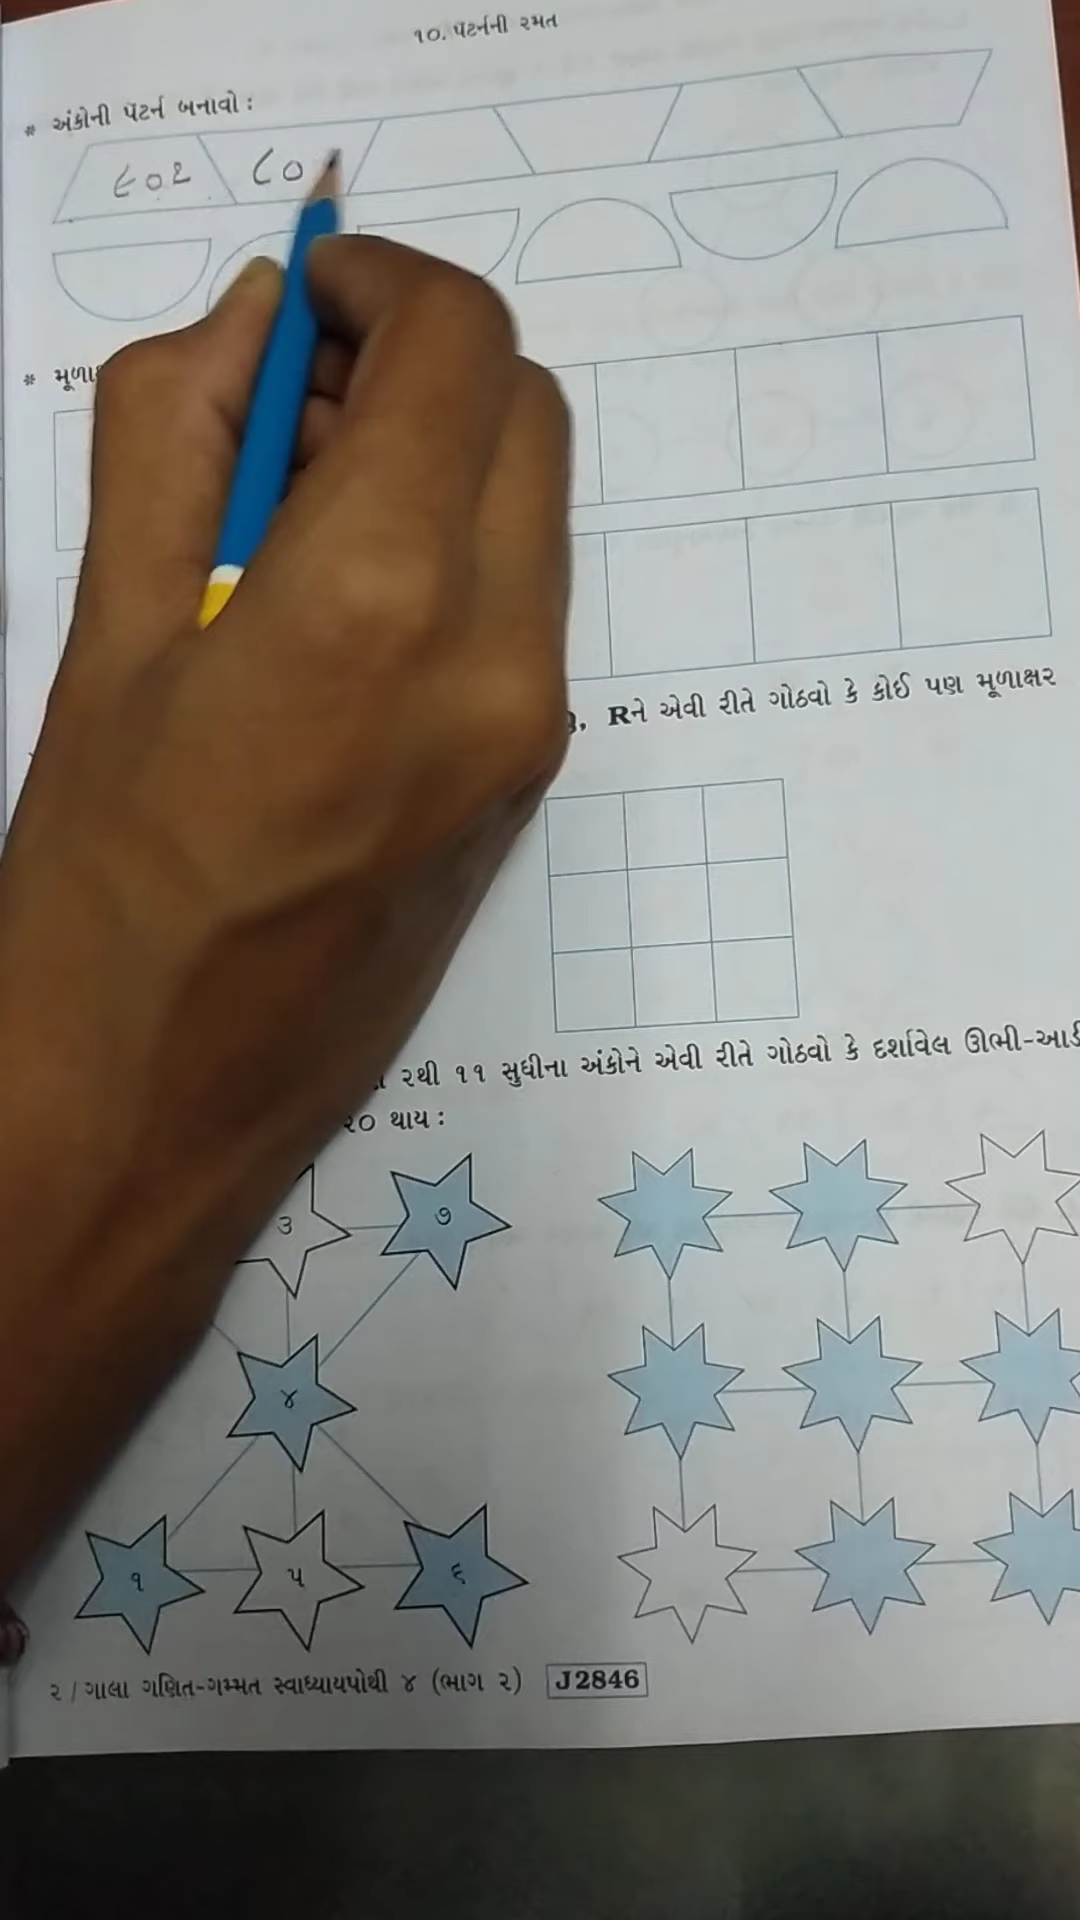 ૧૦. પૅટર્નની રમત
* અંકોની પૅટર્ન બનાવો :
૯૦૨ ૮૦
*
Rને એવી રીતે ગોઠવો કે કોઈ પણ મૂળાક્ષર
૨થી ૧૧ સુધીના અંકોને એવી રીતે ગોઠવો કે દર્શાવેલ ઊભી-આડી
૨૦ થાય :
૩ ૭
૪
૧ ૫ ૬
૨ / ગાલા ગણિત-ગમ્મત સ્વાધ્યાયપોથી ૪ (ભાગ ૨) J2846